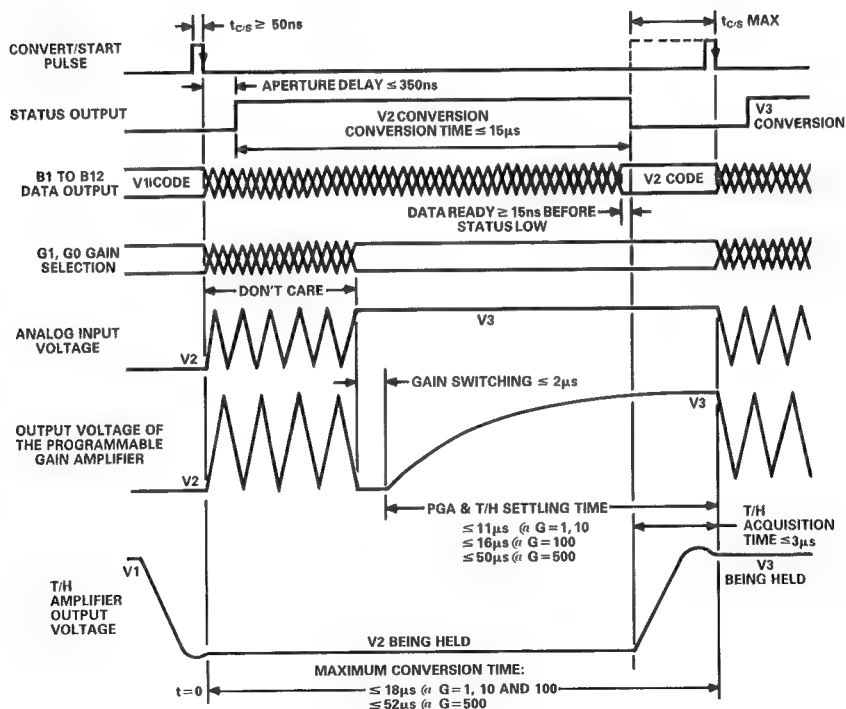 t C/S ≥ 50ns
t C/S MAX
CONVERT/START
PULSE
APERTURE DELAY ≤ 350ns
STATUS OUTPUT
V2 CONVERSION
CONVERSION TIME ≤ 15µs
V3
CONVERSION
B1 TO B12
DATA OUTPUT
V1 CODE
V2 CODE
DATA READY ≥ 15ns BEFORE
STATUS LOW
G1, G0 GAIN
SELECTION
DON'T CARE
ANALOG INPUT
VOLTAGE
V2
V3
GAIN SWITCHING ≤ 2µs
OUTPUT VOLTAGE OF
THE PROGRAMMABLE
GAIN AMPLIFIER
V2
V3
PGA & T/H SETTLING TIME
≤ 11µs @ G = 1, 10
≤ 16µs @ G = 100
≤ 50µs @ G = 500
T/H
ACQUISITION
TIME ≤ 3µs
V1
T/H
AMPLIFIER
OUTPUT
VOLTAGE
V3
BEING HELD
V2 BEING HELD
MAXIMUM CONVERSION TIME:
t = 0
≤ 18µs @ G = 1, 10 AND 100
≤ 52µs @ G = 500